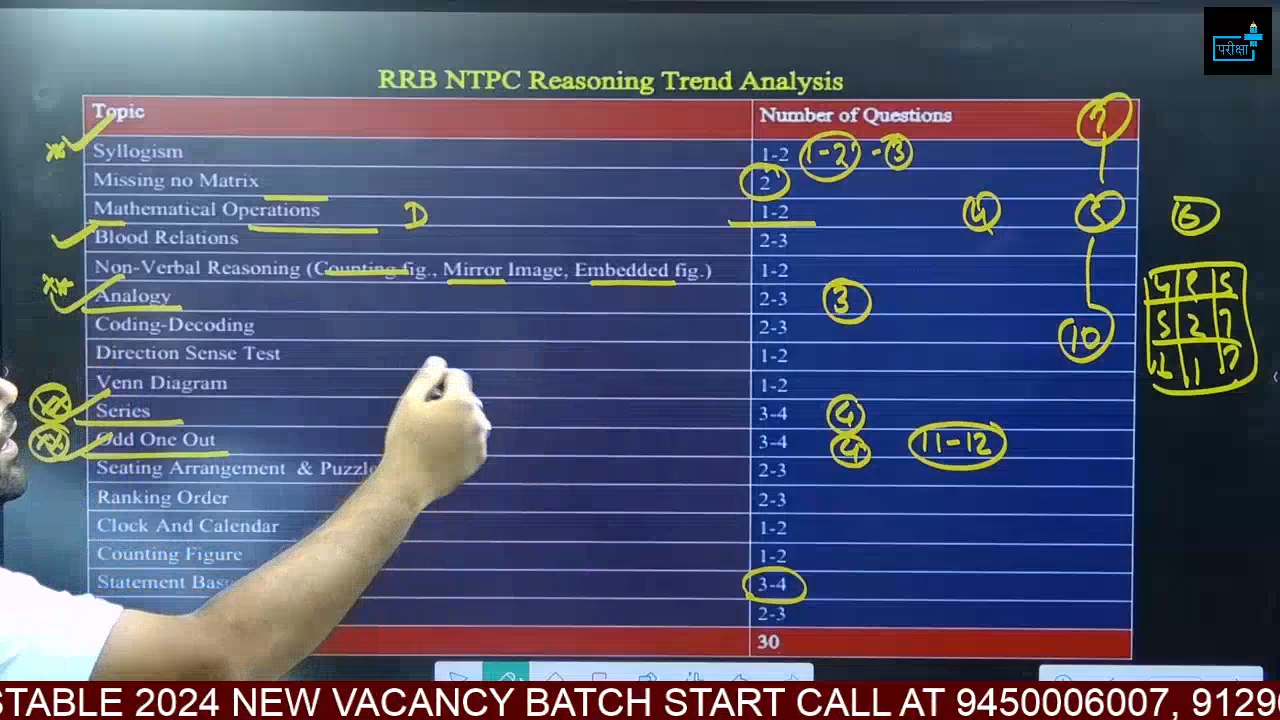 परीक्षा
RRB NTPC Reasoning Trend Analysis
Topic Number of Questions 7
Syllogism 1-2 1-2 -3
Missing no Matrix 2
Mathematical Operations D 1-2 4 5 6
Blood Relations 2-3
Non-Verbal Reasoning (Counting fig., Mirror Image, Embedded fig.) 1-2
Analogy 2-3 3
Coding-Decoding 2-3
Direction Sense Test 1-2 10
Venn Diagram 1-2
Series 3-4 4
Odd One Out 3-4 4 11-12
Seating Arrangement & Puzzle 2-3
Ranking Order 2-3
Clock And Calendar 1-2
Counting Figure 1-2
Statement 3-4
2-3
30
STABLE 2024 NEW VACANCY BATCH START CALL AT 9450006007, 9129